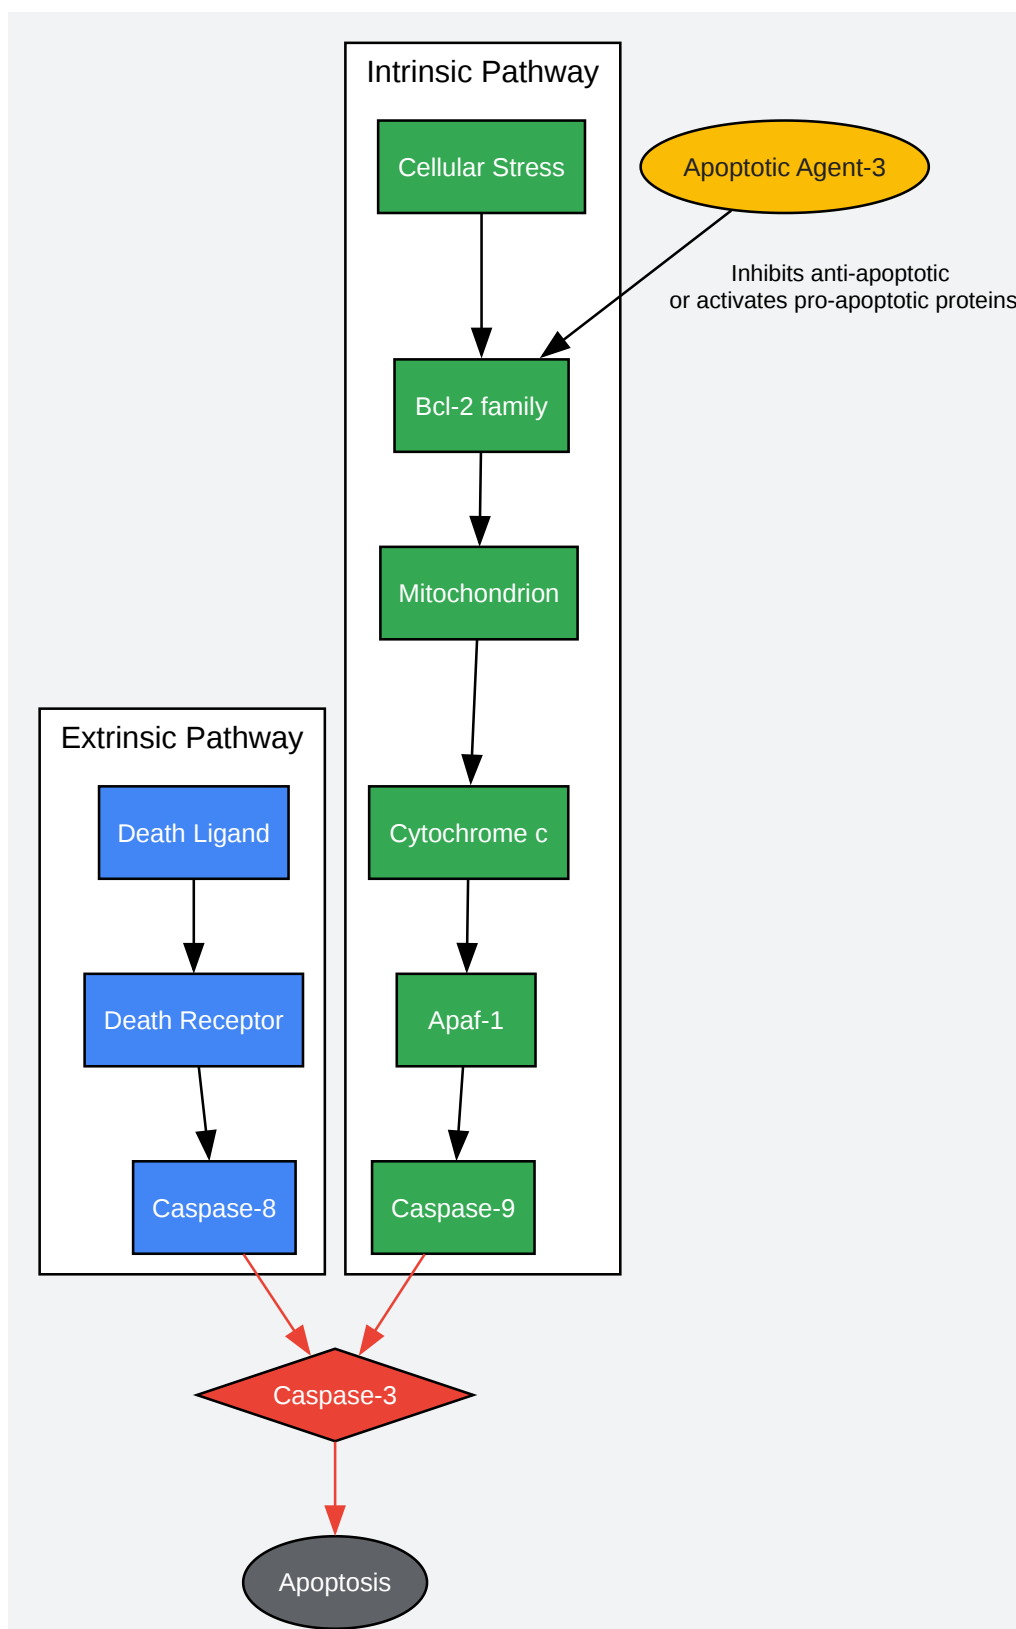 Intrinsic Pathway
Cellular Stress
Apoptotic Agent-3
Inhibits anti-apoptotic
or activates pro-apoptotic proteins
Bcl-2 family
Mitochondrion
Extrinsic Pathway
Death Ligand
Cytochrome c
Death Receptor
Apaf-1
Caspase-8
Caspase-9
Caspase-3
Apoptosis